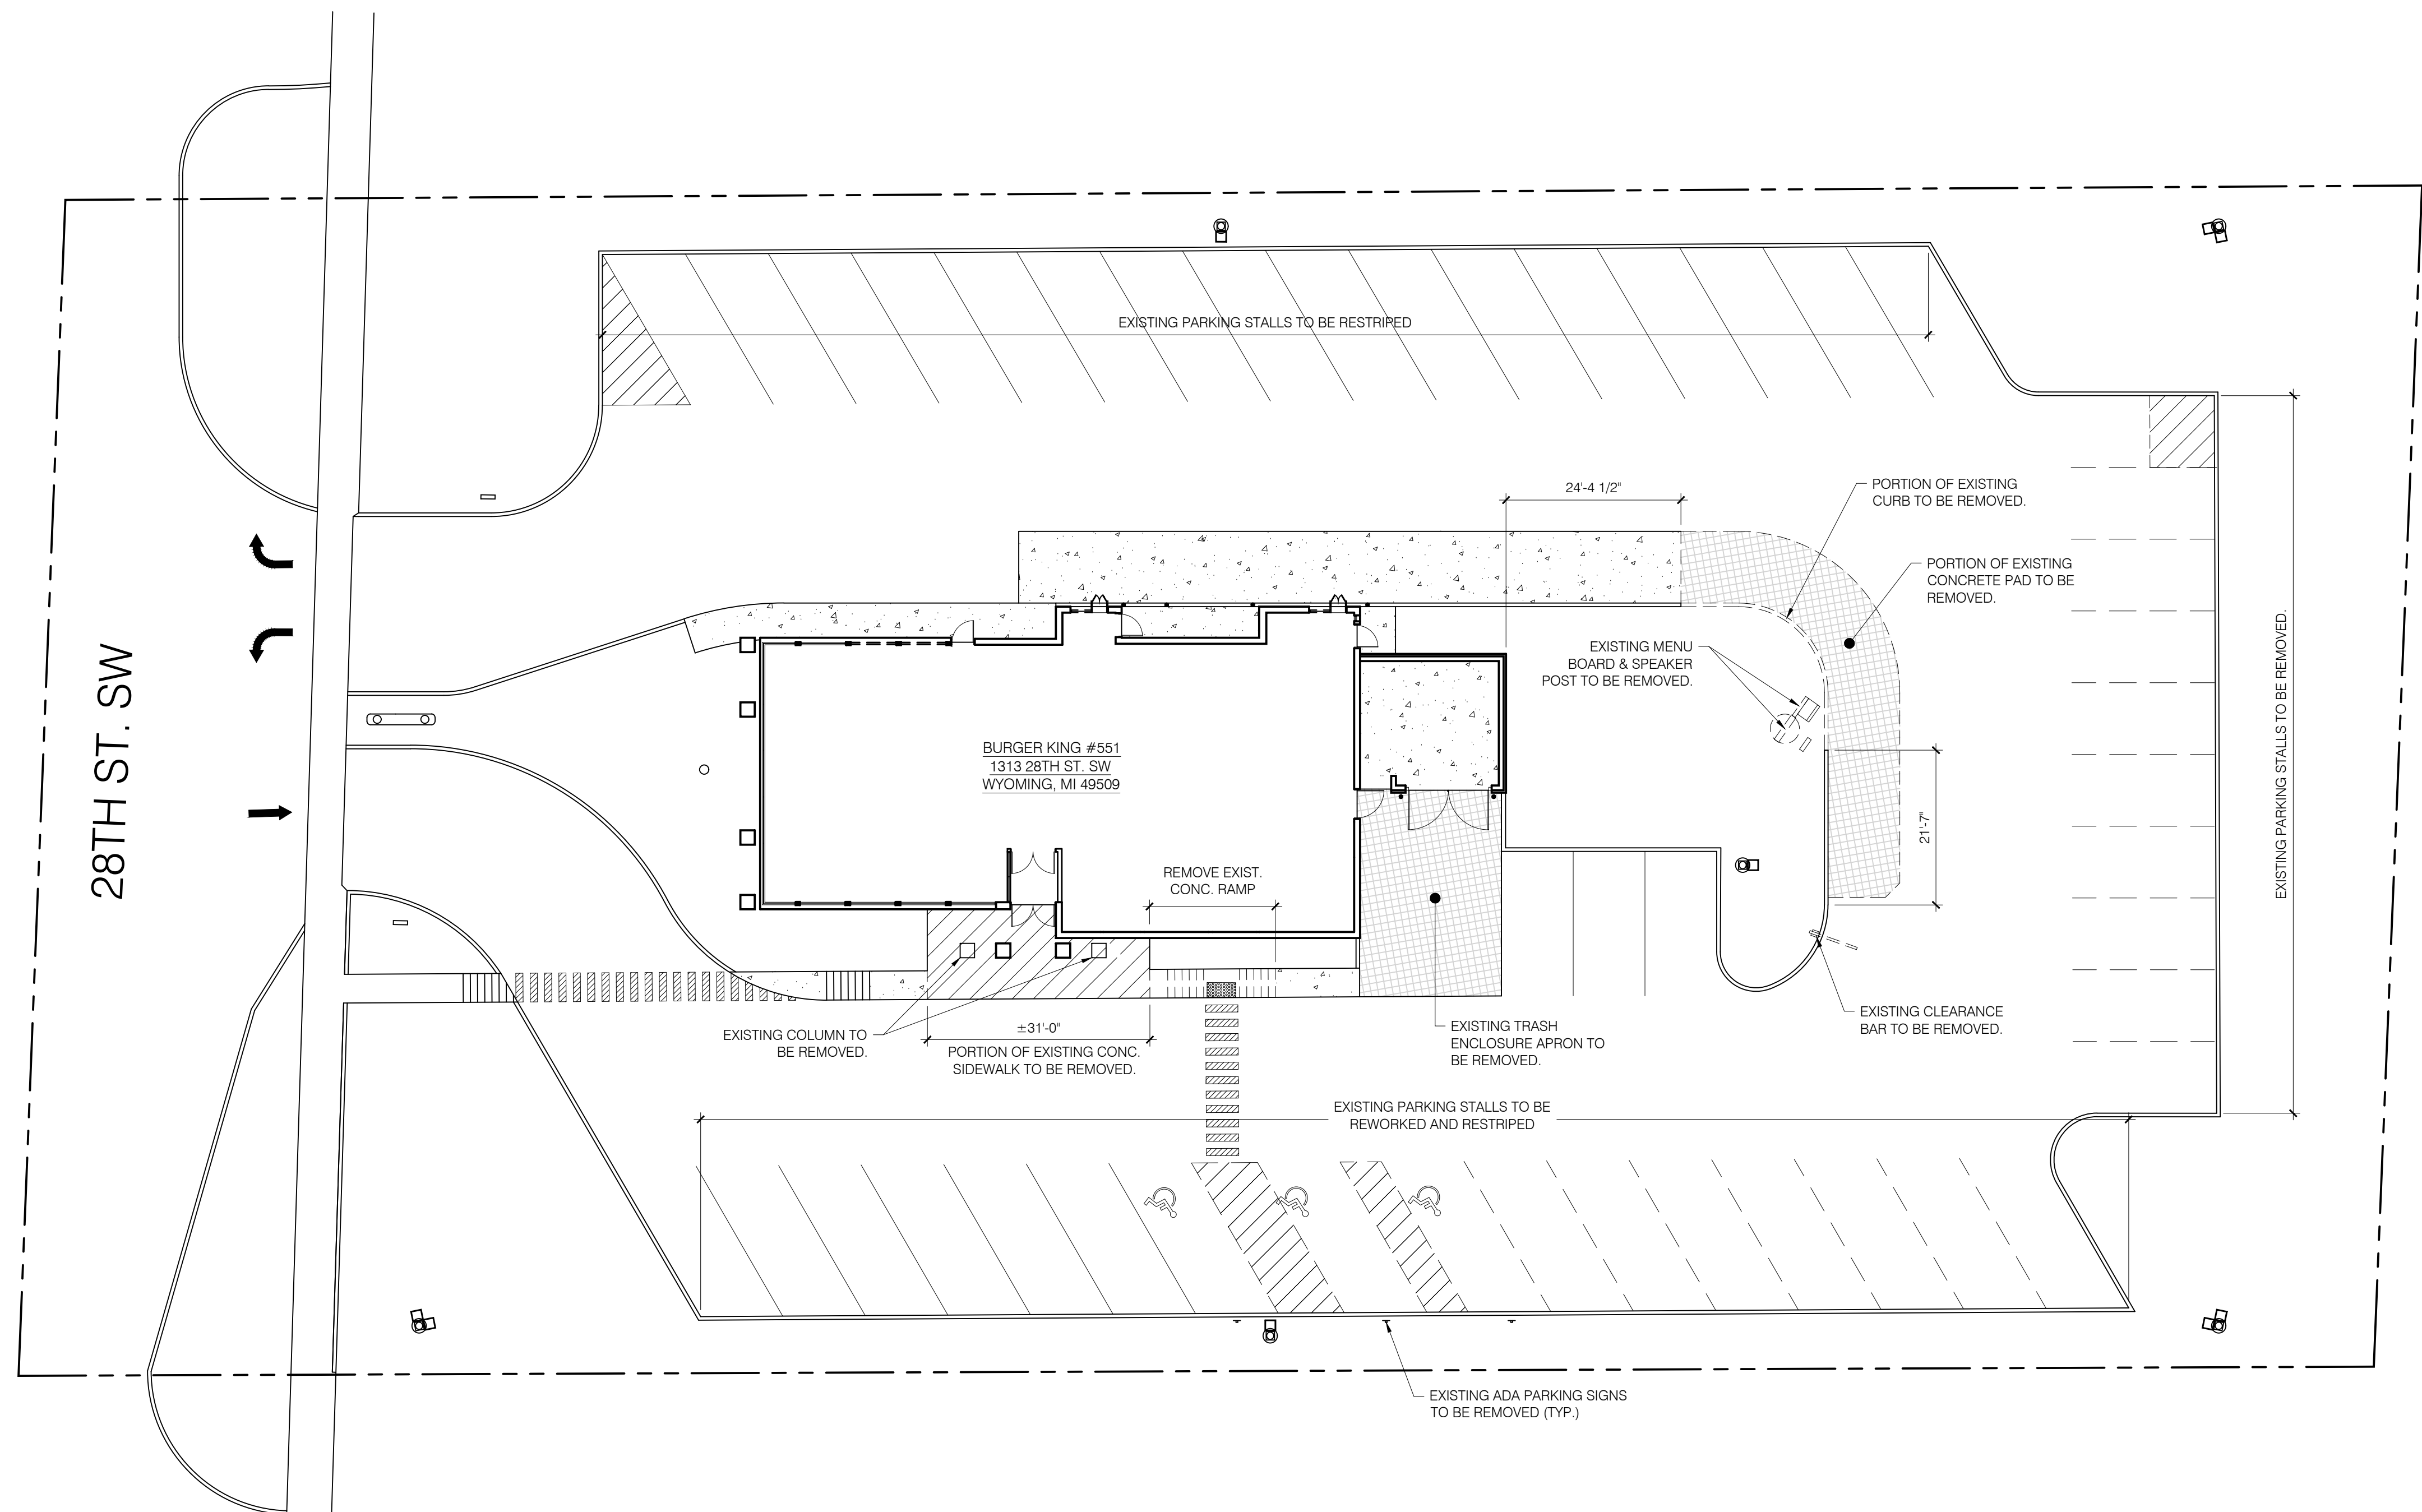 EXISTING PARKING STALLS TO BE RESTRIPED
24'-4 1/2"
PORTION OF EXISTING
CURB TO BE REMOVED.
PORTION OF EXISTING
CONCRETE PAD TO BE
REMOVED.
EXISTING MENU
BOARD & SPEAKER
POST TO BE REMOVED.
EXISTING PARKING STALLS TO BE REMOVED.
28TH ST. SW
BURGER KING #551
1313 28TH ST. SW
WYOMING, MI 49509
21'-7"
REMOVE EXIST.
CONC. RAMP
EXISTING COLUMN TO
BE REMOVED.
±31'-0"
PORTION OF EXISTING CONC.
SIDEWALK TO BE REMOVED.
EXISTING TRASH
ENCLOSURE APRON TO
BE REMOVED.
EXISTING CLEARANCE
BAR TO BE REMOVED.
EXISTING PARKING STALLS TO BE
REWORKED AND RESTRIPED
EXISTING ADA PARKING SIGNS
TO BE REMOVED (TYP.)